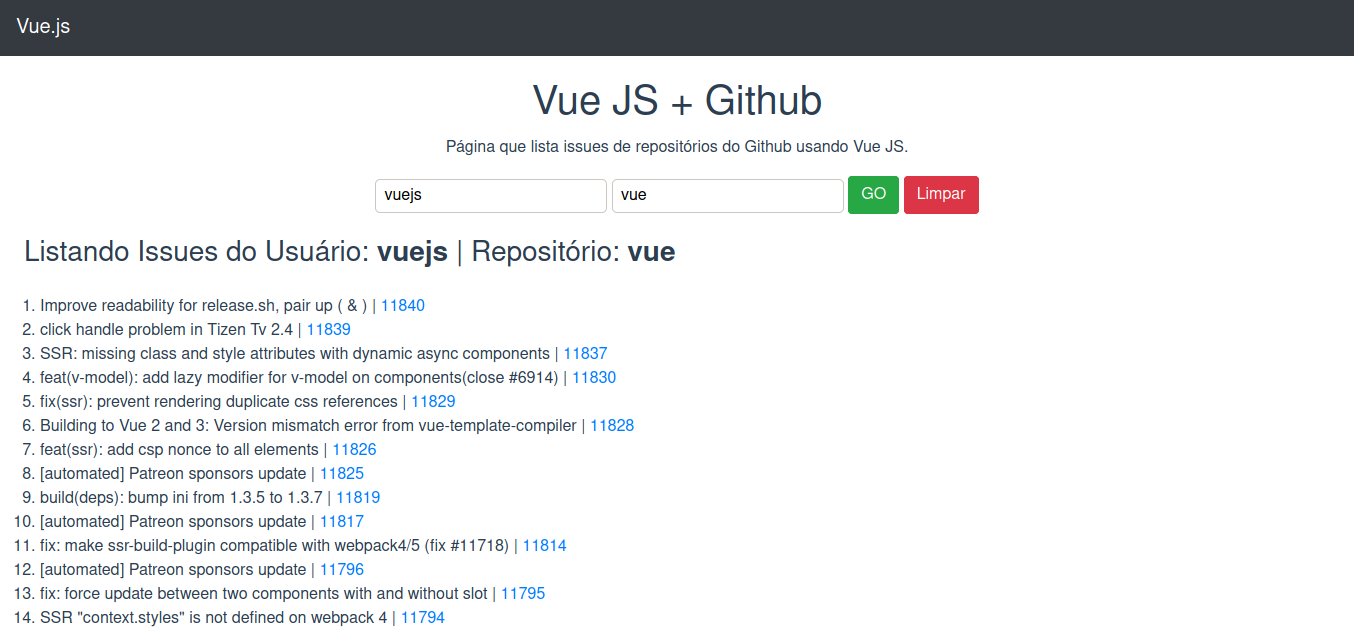 Vue.js
Vue JS + Github
Página que lista issues de repositórios do Github usando Vue JS.
vuejs vue GO Limpar
Listando Issues do Usuário: vuejs | Repositório: vue
1. Improve readability for release.sh, pair up ( & ) | 11840
2. click handle problem in Tizen Tv 2.4 | 11839
3. SSR: missing class and style attributes with dynamic async components | 11837
4. feat(v-model): add lazy modifier for v-model on components(close #6914) | 11830
5. fix(ssr): prevent rendering duplicate css references | 11829
6. Building to Vue 2 and 3: Version mismatch error from vue-template-compiler | 11828
7. feat(ssr): add csp nonce to all elements | 11826
8. [automated] Patreon sponsors update | 11825
9. build(deps): bump ini from 1.3.5 to 1.3.7 | 11819
10. [automated] Patreon sponsors update | 11817
11. fix: make ssr-build-plugin compatible with webpack4/5 (fix #11718) | 11814
12. [automated] Patreon sponsors update | 11796
13. fix: force update between two components with and without slot | 11795
14. SSR "context.styles" is not defined on webpack 4 | 11794